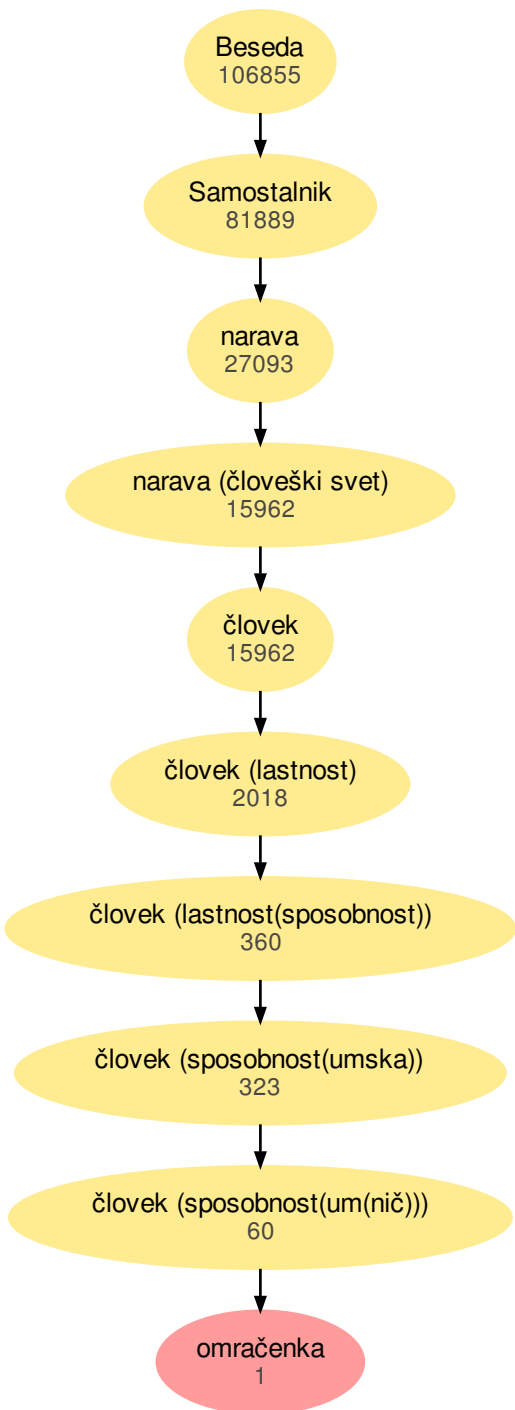 Beseda
106855
Samostalnik
81889
narava
27093
narava (človeški svet)
15962
človek
15962
človek (lastnost)
2018
človek (lastnost(sposobnost))
360
človek (sposobnost(umska))
323
človek (sposobnost(um(nič)))
60
omračenka
1